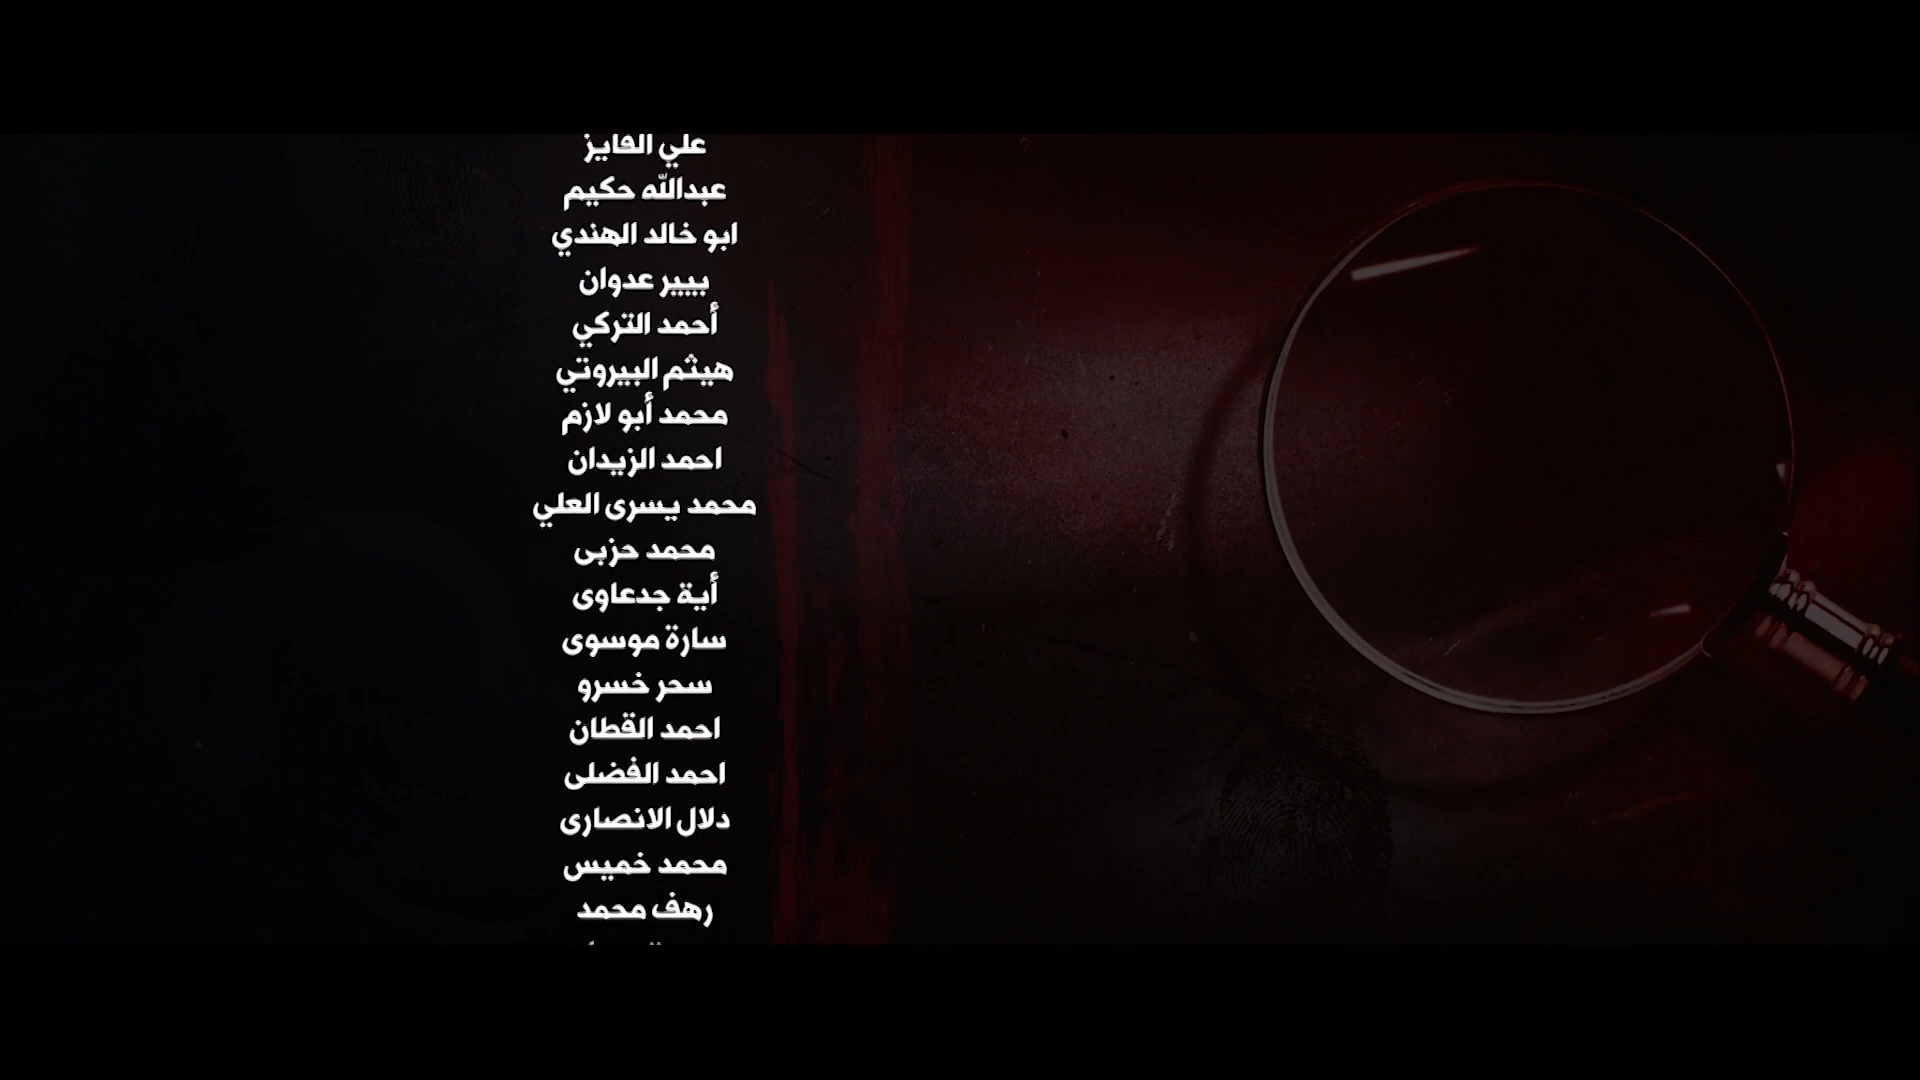 علي الفايز
عبدالله حكيم
ابو خالد الهندي
بيير عدوان
أحمد التركي
هيثم البيروتي
محمد أبو لازم
احمد الزيدان
محمد يسرى العلي
محمد حزبى
أية جدعاوى
سارة موسوى
سحر خسرو
احمد القطان
احمد الفضلى
دلال الانصارى
محمد خميس
رهف محمد